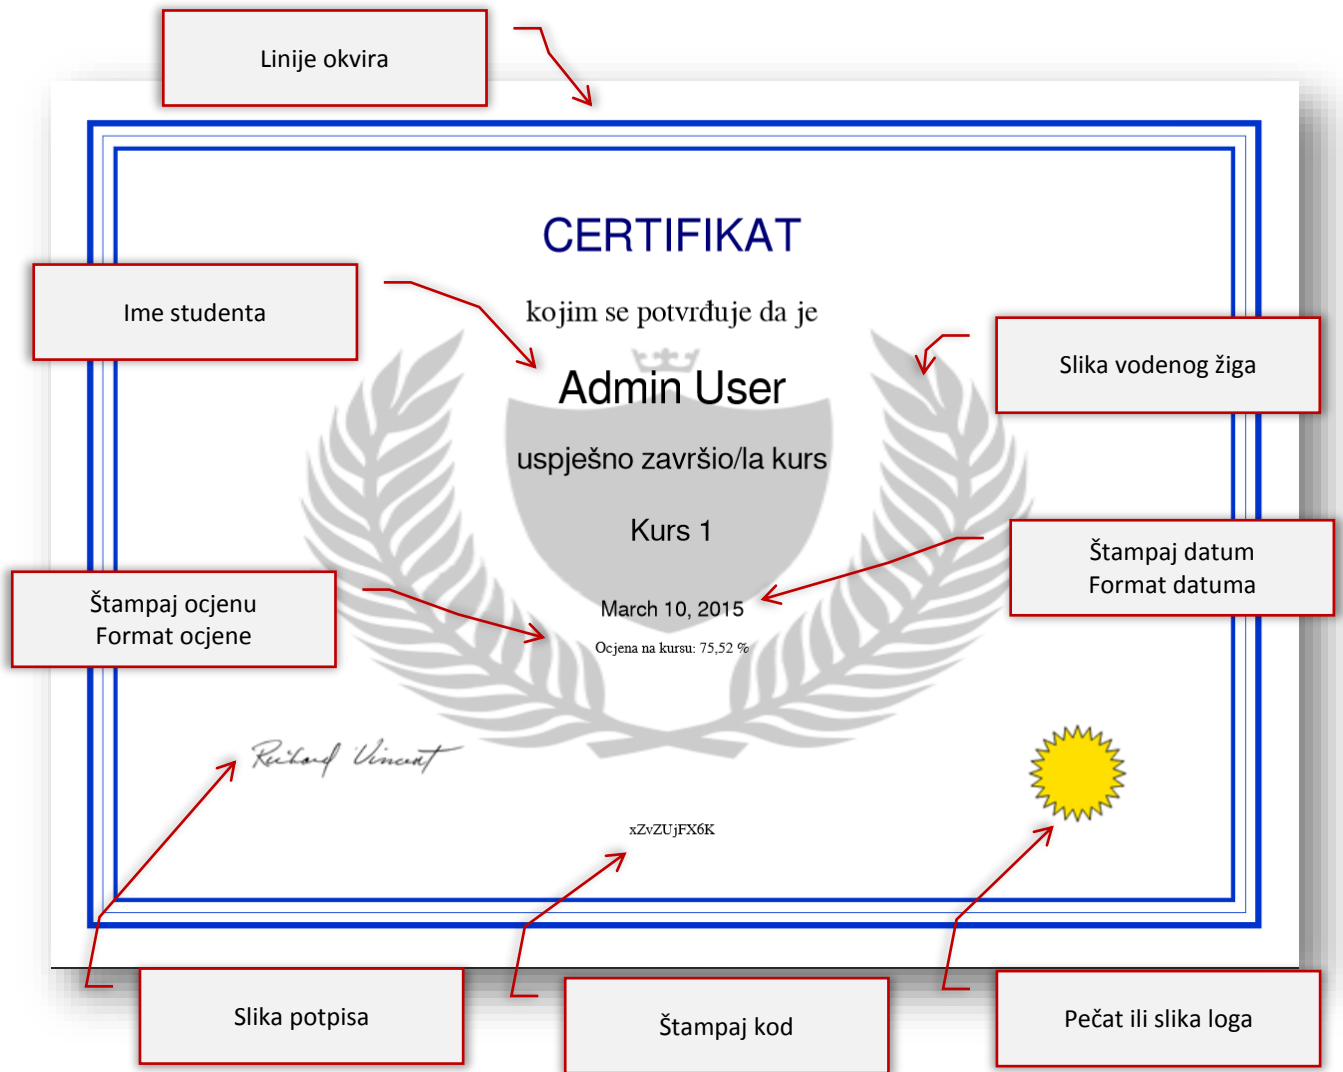 Linije okvira
CERTIFIKAT
Ime studenta
kojim se potvrđuje da je
Slika vodenog žiga
Admin User
uspješno završio/la kurs
Kurs 1
Štampaj datum
Format datuma
Štampaj ocjenu
Format ocjene
March 10, 2015
Ocjena na kursu: 75,52 %
Richard Vincent
xZvZUjFX6K
Slika potpisa
Štampaj kod
Pečat ili slika loga